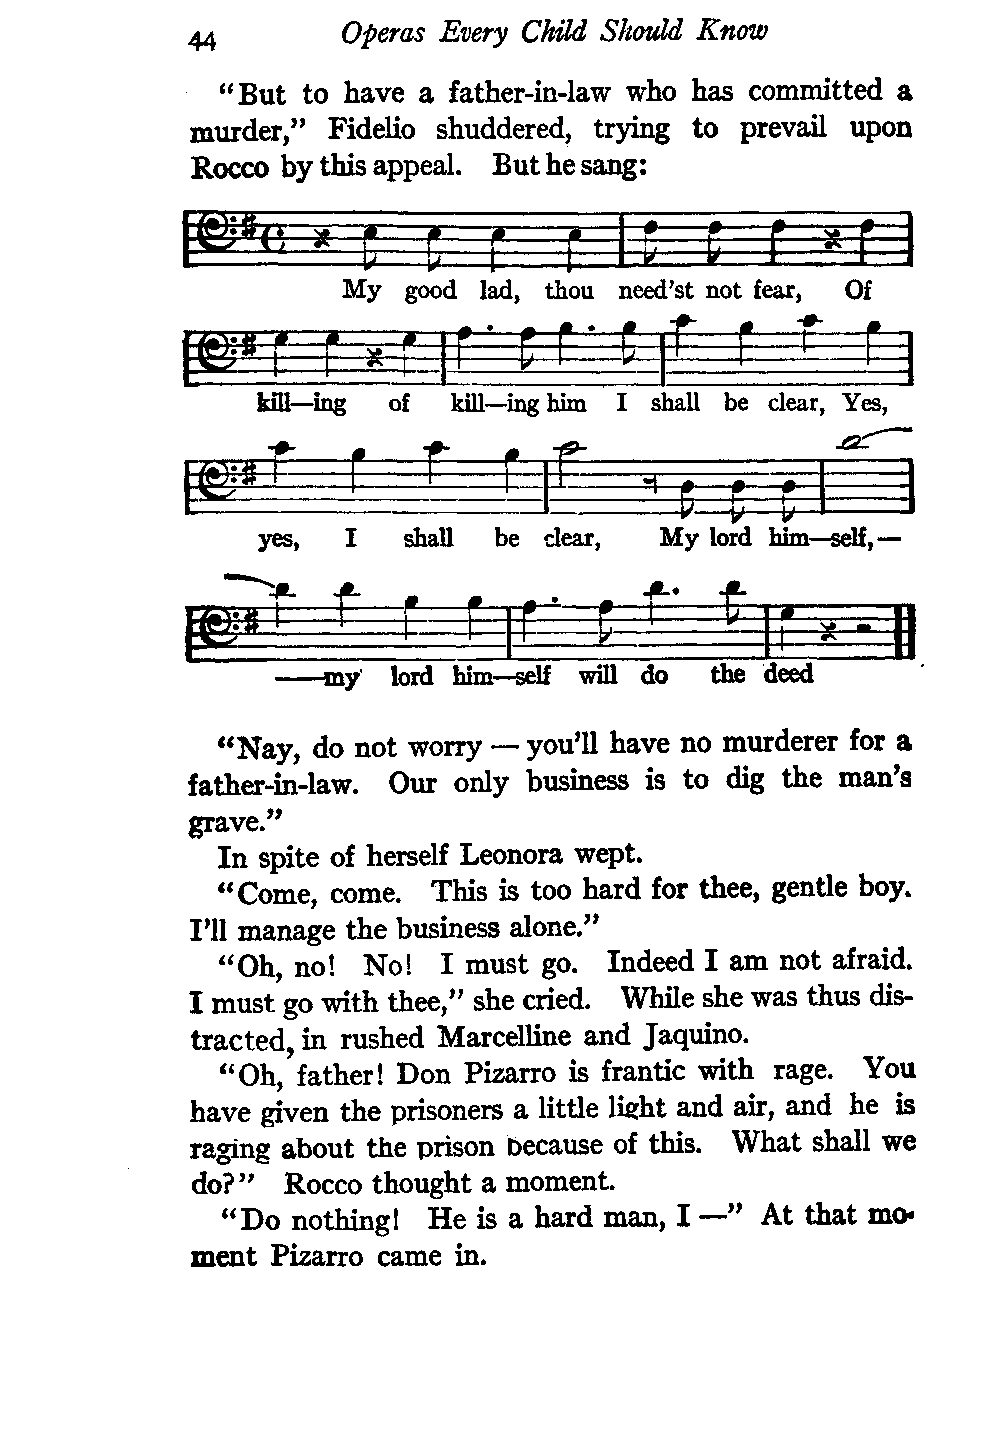 44 Operas Every Child Should Know
"But to have a father-in-law who has committed a
murder," Fidelio shuddered, trying to prevail upon
Rocco by this appeal. But he sang:
My good lad, thou need'st not fear, Of
kill—ing of kill—ing him I shall be clear, Yes,
yes, I shall be clear, My lord him—self,—
—my lord him—self will do the deed
"Nay, do not worry — you'll have no murderer for a
father-in-law. Our only business is to dig the man's
grave."
In spite of herself Leonora wept.
"Come, come. This is too hard for thee, gentle boy.
I'll manage the business alone."
"Oh, no! No! I must go. Indeed I am not afraid.
I must go with thee," she cried. While she was thus dis-
tracted, in rushed Marcelline and Jaquino.
"Oh, father! Don Pizarro is frantic with rage. You
have given the prisoners a little light and air, and he is
raging about the prison because of this. What shall we
do?" Rocco thought a moment.
"Do nothing! He is a hard man, I —" At that mo-
ment Pizarro came in.